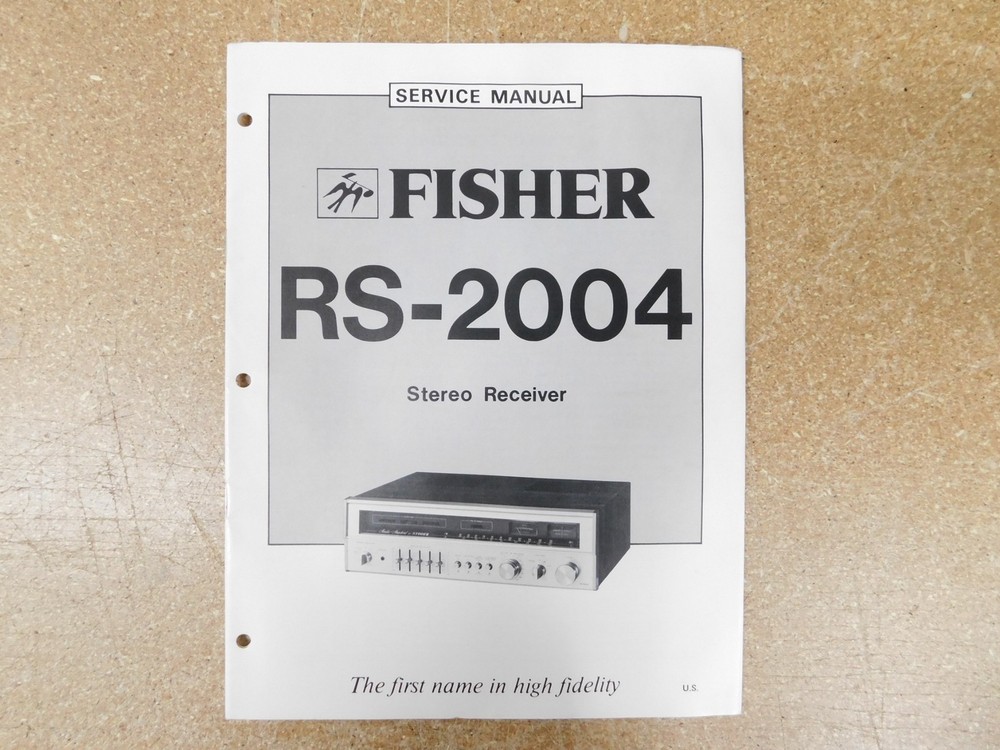 SERVICE MANUAL
FISHER
RS-2004
Stereo Receiver
The first name in high fidelity
U.S.